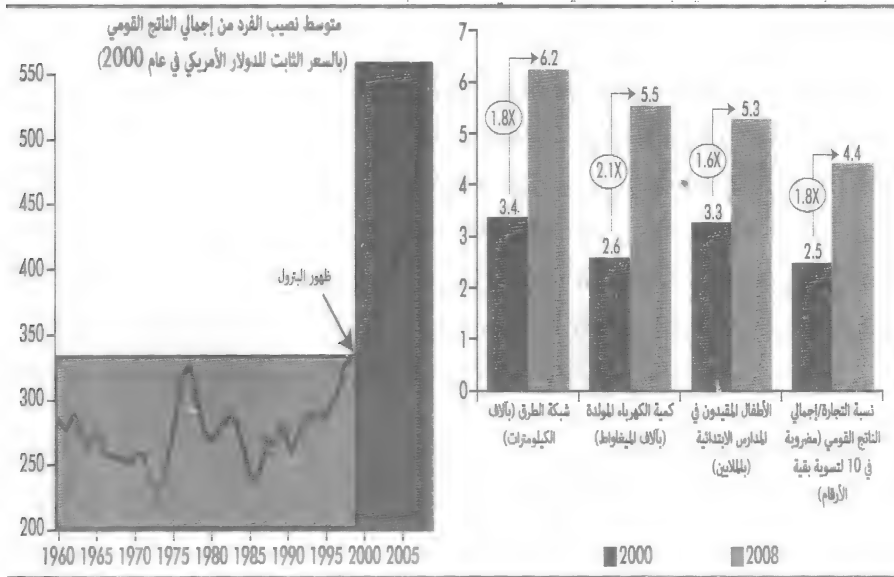 متوسط نصيب الفرد من إجمالي الناتج القومي
(بالسعر الثابت للدولار الأمريكي في عام 2000)
550
500
450
400
350
300
250
200
ظهور البترول
1960 1965 1970 1975 1980 1985 1990 1995 2000 2005
7
6
5
4
3
2
1
0
6.2
1.8X
3.4
5.5
2.1X
2.6
5.3
1.6X
3.3
4.4
1.8X
2.5
شبكة الطرق (بآلاف
الكيلومترات)
كمية الكهرباء المولدة
(بآلاف الميغاواط)
الأطفال المقيدون في
المدارس الابتدائية
(بالملايين)
نسبة التجارة/إجمالي
الناتج القومي (مضروبة
في 10 لتسوية بقية
الأرقام)
2000
2008